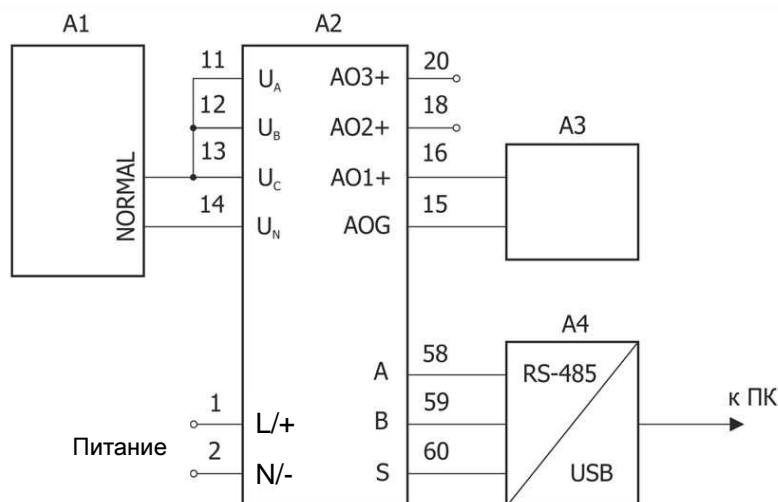 A1
A2
11
U_A
AO3+
20
12
U_B
AO2+
18
A3
13
U_C
AO1+
16
NORMAL
14
U_N
AOG
15
A4
A
58
RS-485
к ПК
1
L/+
B
59
Питание
2
N/-
S
60
USB